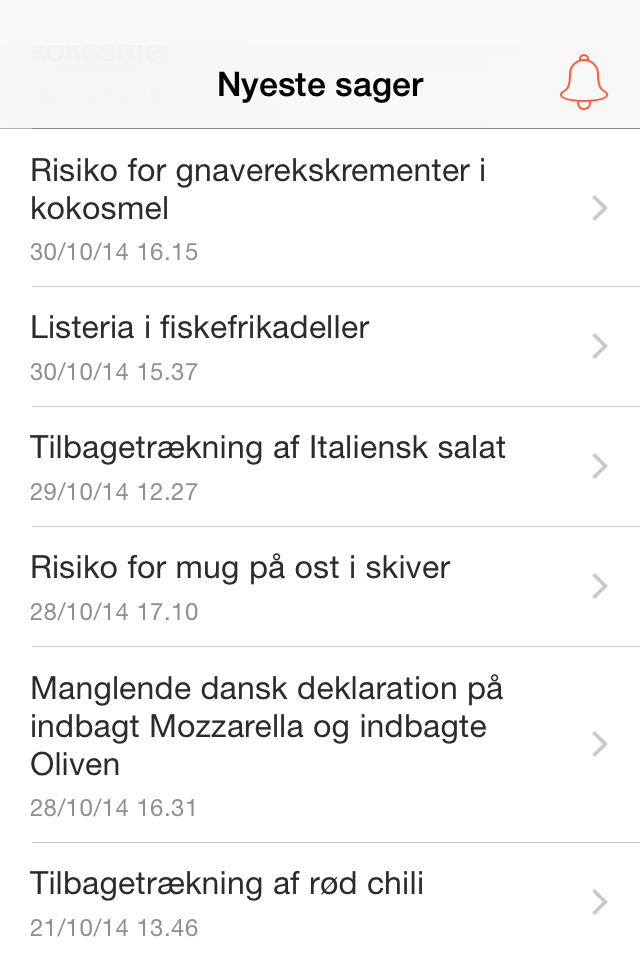 kokosmel
Nyeste sager
Risiko for gnaverekskrementer i
kokosmel
30/10/14 16.15
Listeria i fiskefrikadeller
30/10/14 15.37
Tilbagetrækning af Italiensk salat
29/10/14 12.27
Risiko for mug på ost i skiver
28/10/14 17.10
Manglende dansk deklaration på
indbagt Mozzarella og indbagte
Oliven
28/10/14 16.31
Tilbagetrækning af rød chili
21/10/14 13.46